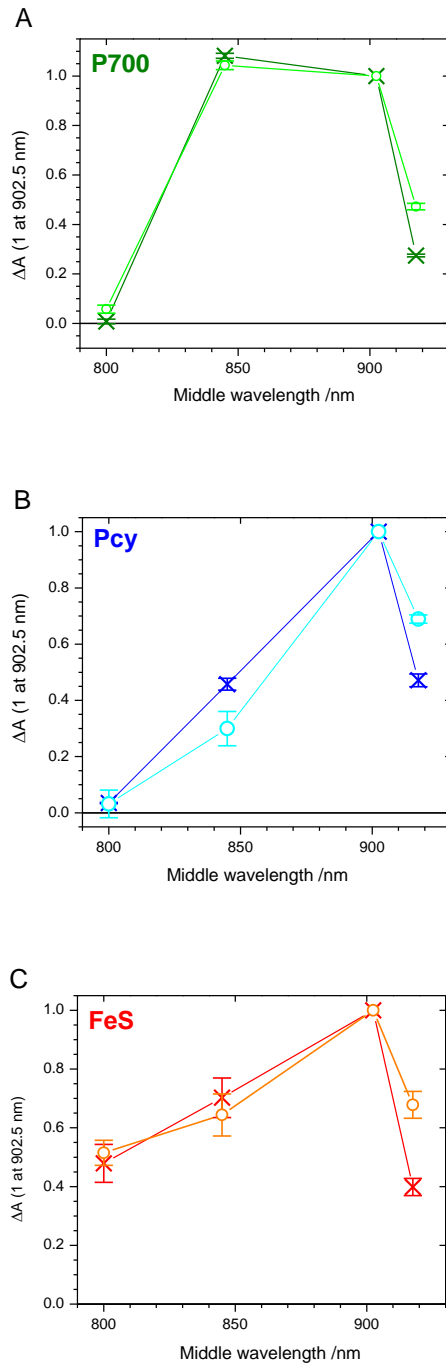 A
P700
1.0
0.8
0.6
0.4
0.2
0.0
ΔA (1 at 902.5 nm)
800
850
900
Middle wavelength /nm
B
Pcy
1.0
0.8
0.6
0.4
0.2
0.0
ΔA (1 at 902.5 nm)
800
850
900
Middle wavelength /nm
C
FeS
1.0
0.8
0.6
0.4
0.2
0.0
ΔA (1 at 902.5 nm)
800
850
900
Middle wavelength /nm